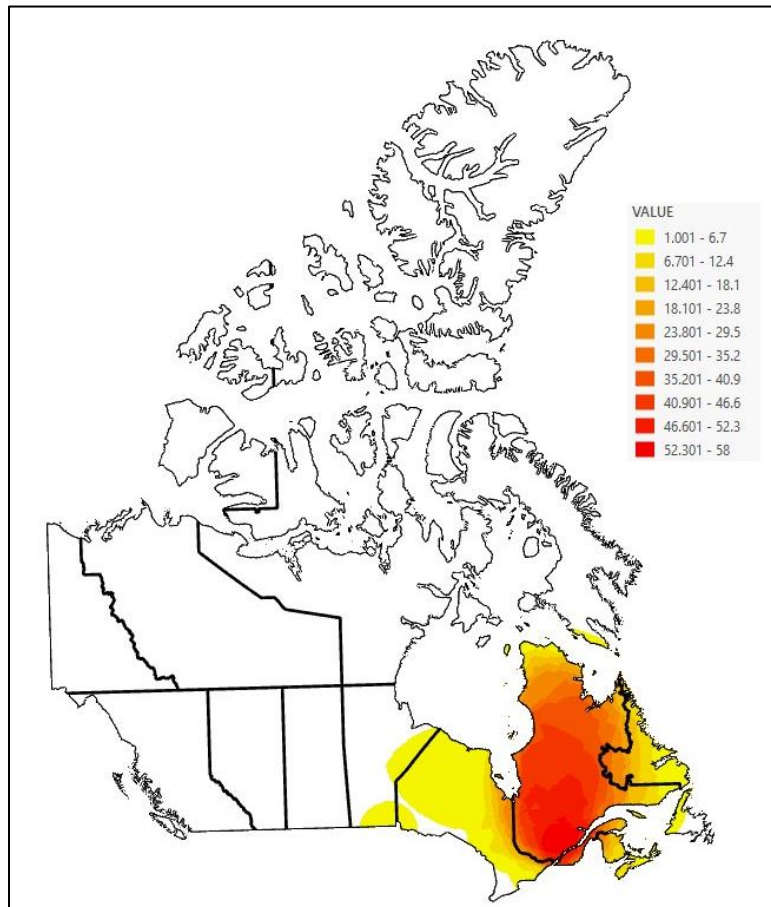 VALUE
1.001 - 6.7
6.701 - 12.4
12.401 - 18.1
18.101 - 23.8
23.801 - 29.5
29.501 - 35.2
35.201 - 40.9
40.901 - 46.6
46.601 - 52.3
52.301 - 58